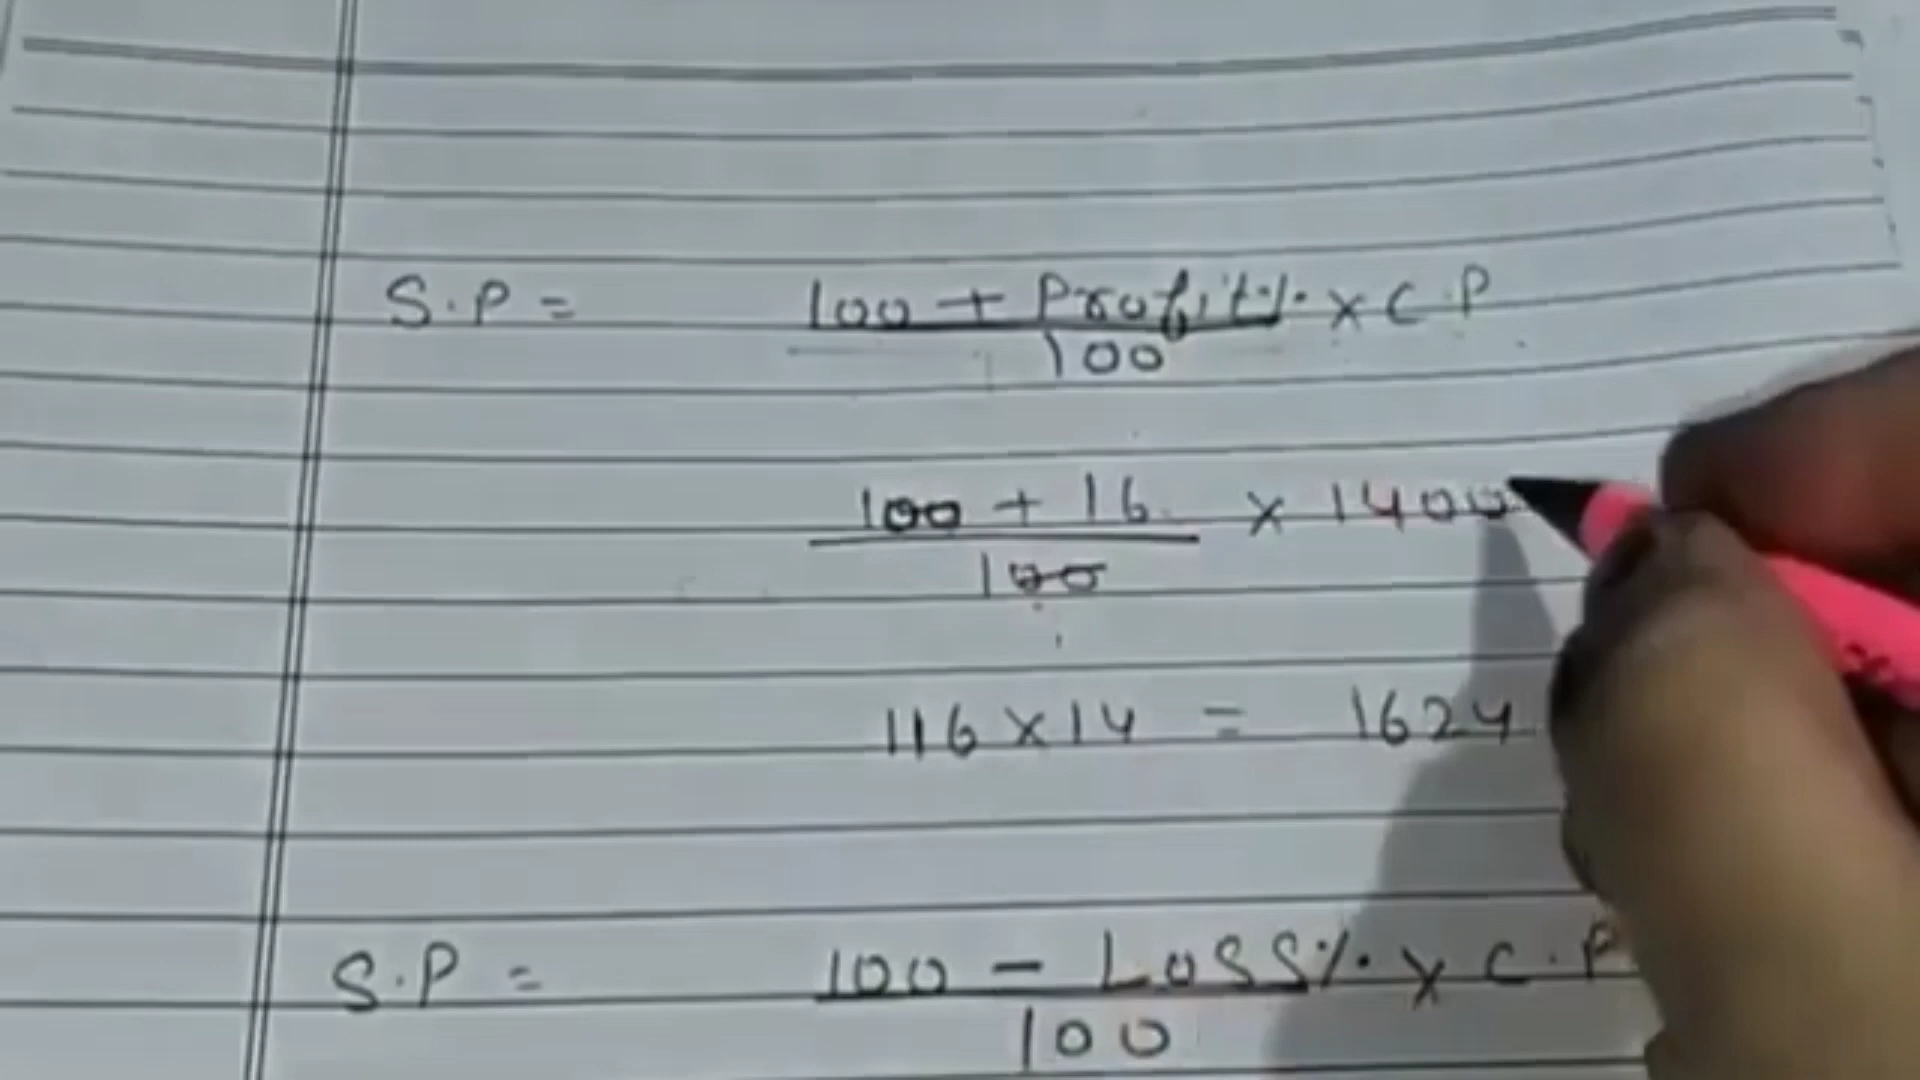 S.P = 100 + Profit% x C.P
100
100 + 16 x 1400
100
116 x 14 = 1624
S.P = 100 - Loss% x C.P
100